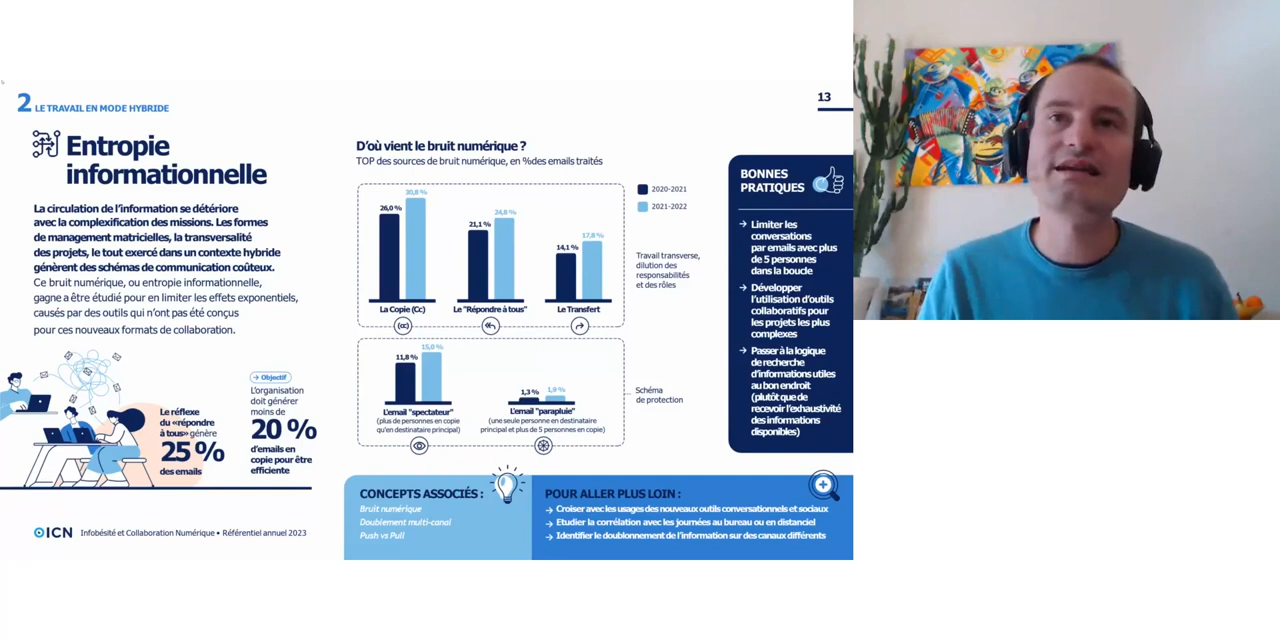 2 LE TRAVAIL EN MODE HYBRIDE
13
Entropie
informationnelle
La circulation de l'information se détériore
avec la complexification des missions. Les formes
de management matricielles, la transversalité
des projets, le tout exercé dans un contexte hybride
génèrent des schémas de communication coûteux.
Ce bruit numérique, ou entropie informationnelle,
gagne a être étudié pour en limiter les effets exponentiels,
causés par des outils qui n'ont pas été conçus
pour ces nouveaux formats de collaboration.
Le réflexe
du «répondre
à tous» génère
25 %
des emails
→ Objectif
L'organisation
doit générer
moins de
20 %
d'emails en
copie pour être
efficiente
D'où vient le bruit numérique ?
TOP des sources de bruit numérique, en %des emails traités
2020-2021
2021-2022
26,0 % 30,8 %
21,1 % 24,8 %
14,1 % 17,8 %
La Copie (Cc) Le "Répondre à tous" Le Transfert
(cc)
Travail transverse,
dilution des
responsabilités
et des rôles
11,8 % 15,0 %
1,3 % 1,9 %
L'email "spectateur"
(plus de personnes en copie
qu'en destinataire principal)
L'email "parapluie"
(une seule personne en destinataire
principal et plus de 5 personnes en copie)
Schéma
de protection
BONNES
PRATIQUES
→ Limiter les
conversations
par emails avec plus
de 5 personnes
dans la boucle
→ Développer
l'utilisation d'outils
collaboratifs pour
les projets les plus
complexes
→ Passer à la logique
de recherche
d'informations utiles
au bon endroit
(plutôt que de
recevoir l'exhaustivité
des informations
disponibles)
CONCEPTS ASSOCIÉS :
Bruit numérique
Doublement multi-canal
Push vs Pull
POUR ALLER PLUS LOIN :
→ Croiser avec les usages des nouveaux outils conversationnels et sociaux
→ Etudier la corrélation avec les journées au bureau ou en distanciel
→ Identifier le doublonnement de l'information sur des canaux différents
OICN Infobésité et Collaboration Numérique • Référentiel annuel 2023